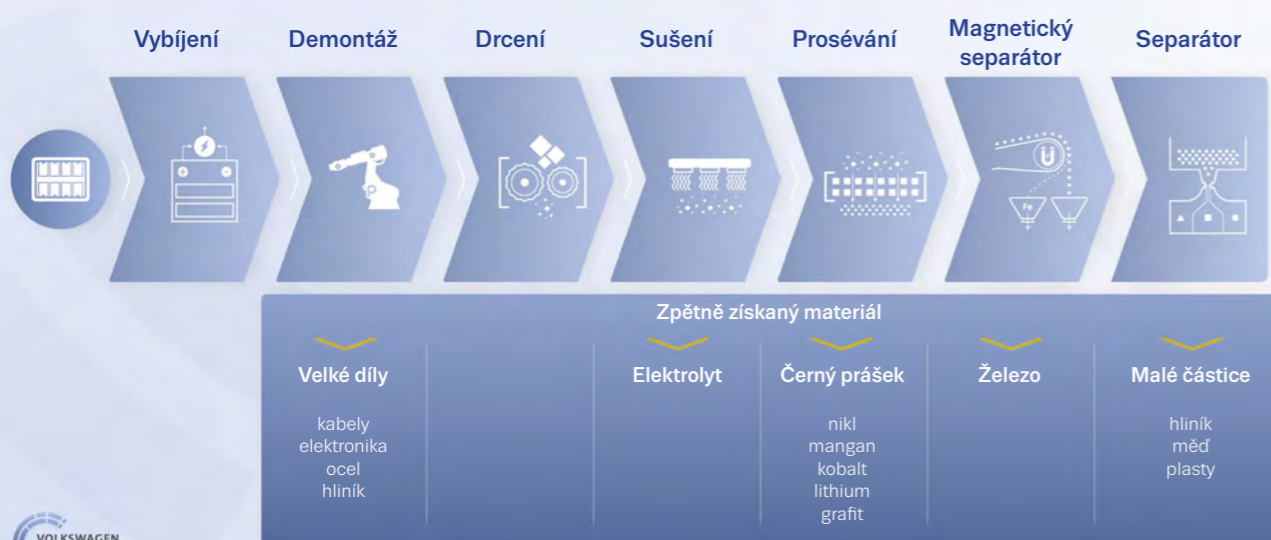 Vybíjení
Demontáž
Drcení
Sušení
Prosévání
Magnetický
separátor
Separátor
Fe
Zpětně získaný materiál
Velké díly
kabely
elektronika
ocel
hliník
Elektrolyt
Černý prášek
nikl
mangan
kobalt
lithium
grafit
Železo
Malé částice
hliník
měď
plasty
VOLKSWAGEN